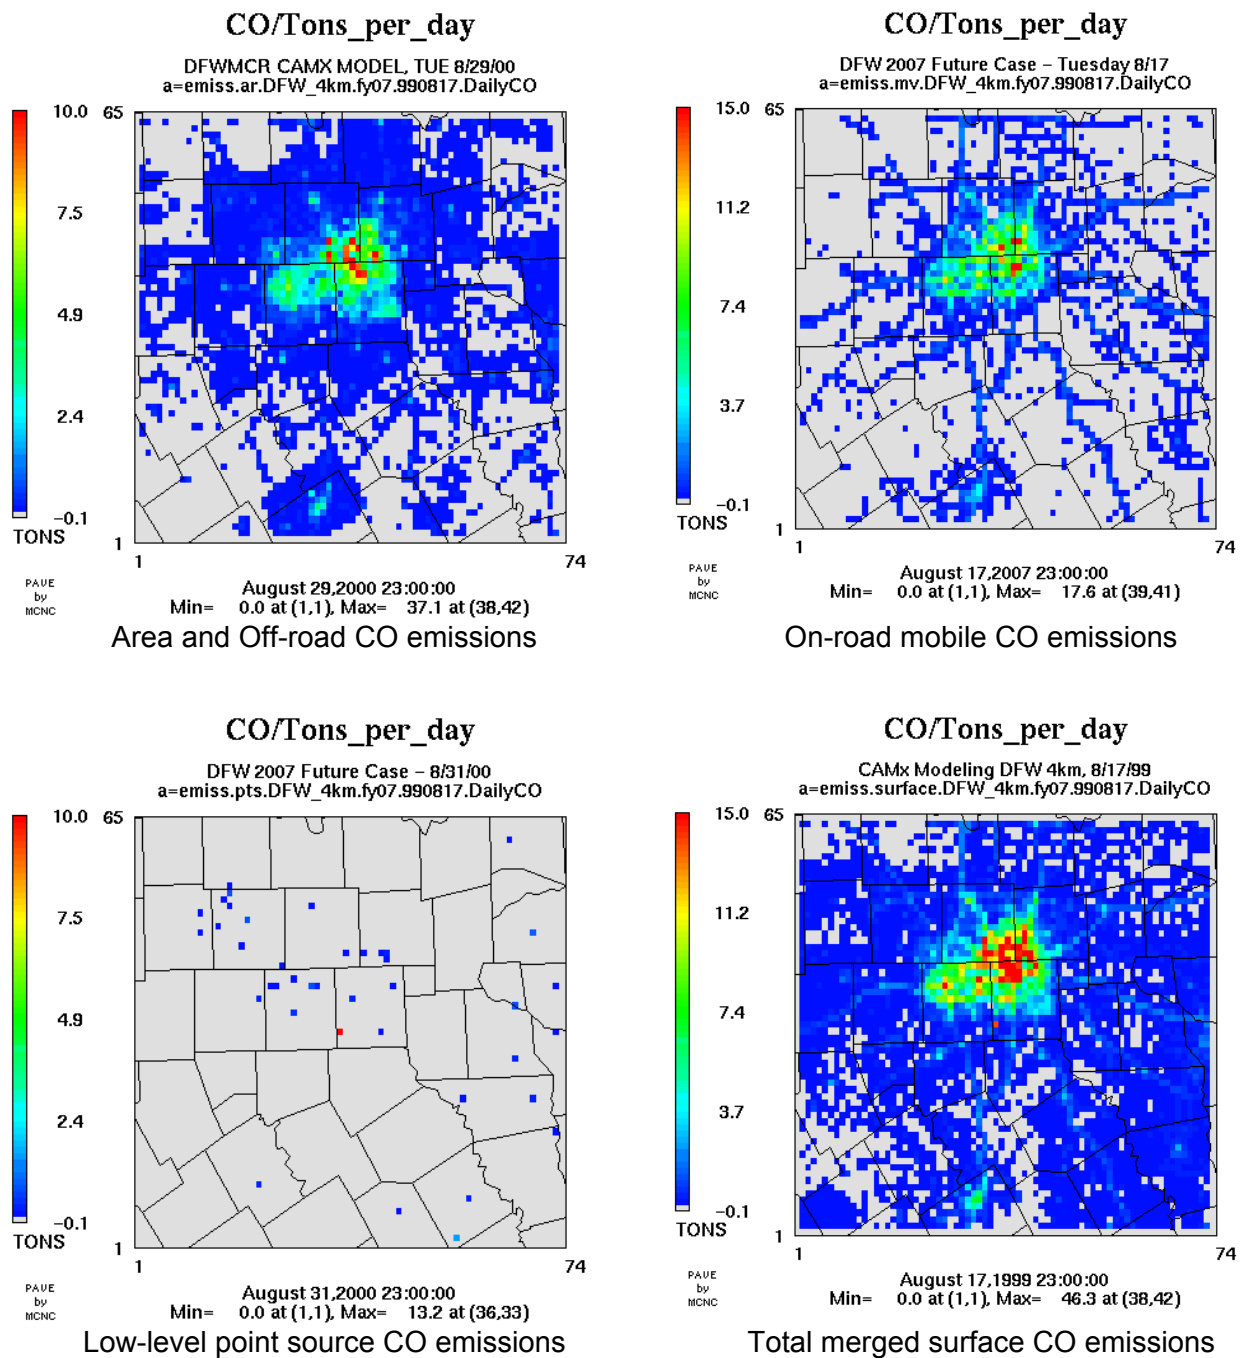 CO/Tons_per_day
DFWMCR CAMX MODEL, TUE 8/29/00
a=emiss.ar.DFW_4km.fy07.990817.DailyCO
10.0
7.5
4.9
2.4
-0.1
TONS
65
1
1
74
PAVE
by
MCNC
August 29,2000 23:00:00
Min= 0.0 at (1,1), Max= 37.1 at (38,42)
Area and Off-road CO emissions
CO/Tons_per_day
DFW 2007 Future Case – Tuesday 8/17
a=emiss.mv.DFW_4km.fy07.990817.DailyCO
15.0
11.2
7.4
3.7
-0.1
TONS
65
1
1
74
PAVE
by
MCNC
August 17,2007 23:00:00
Min= 0.0 at (1,1), Max= 17.6 at (39,41)
On-road mobile CO emissions
CO/Tons_per_day
DFW 2007 Future Case – 8/31/00
a=emiss.pts.DFW_4km.fy07.990817.DailyCO
10.0
7.5
4.9
2.4
-0.1
TONS
65
1
1
74
PAVE
by
MCNC
August 31,2000 23:00:00
Min= 0.0 at (1,1), Max= 13.2 at (36,33)
Low-level point source CO emissions
CO/Tons_per_day
CAMx Modeling DFW 4km, 8/17/99
a=emiss.surface.DFW_4km.fy07.990817.DailyCO
15.0
11.2
7.4
3.7
-0.1
TONS
65
1
1
74
PAVE
by
MCNC
August 17,1999 23:00:00
Min= 0.0 at (1,1), Max= 46.3 at (38,42)
Total merged surface CO emissions